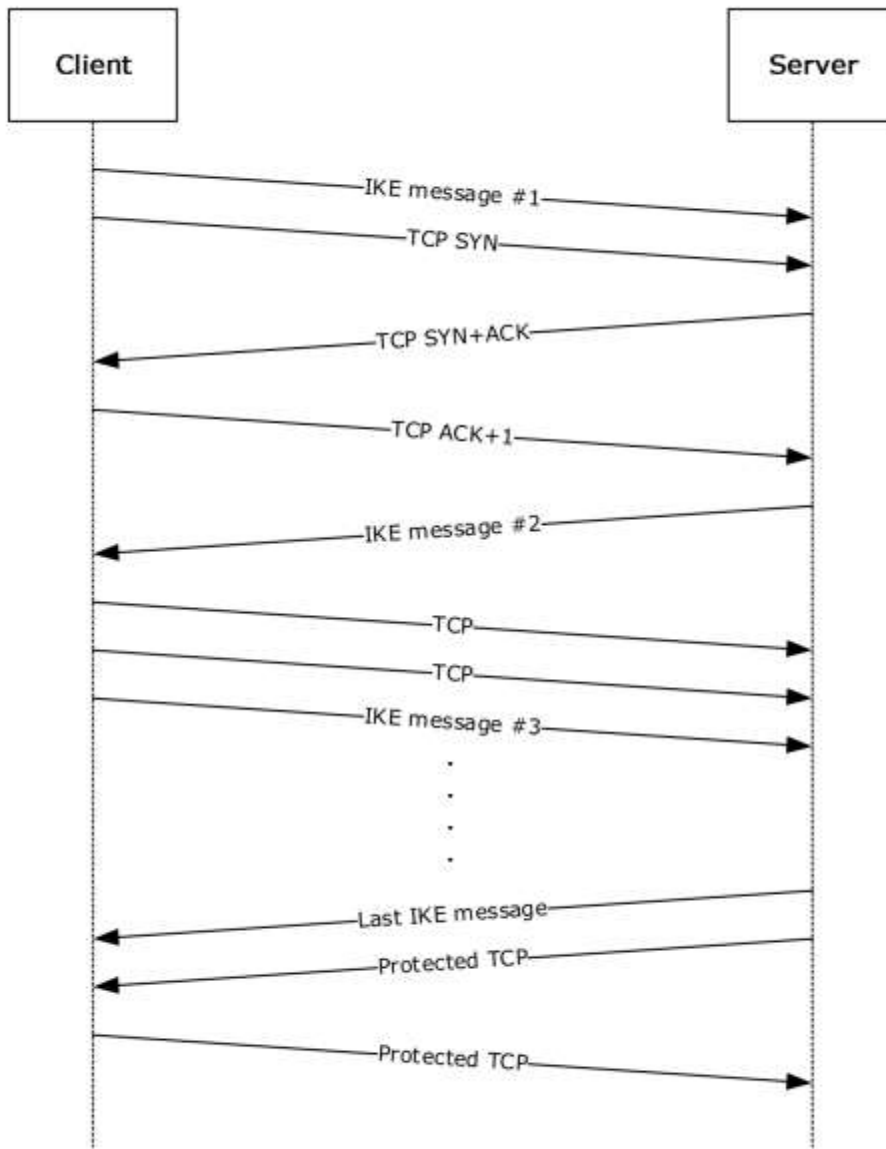 Client
Server
IKE message #1
TCP SYN
TCP SYN+ACK
TCP ACK+1
IKE message #2
TCP
TCP
IKE message #3
Last IKE message
Protected TCP
Protected TCP